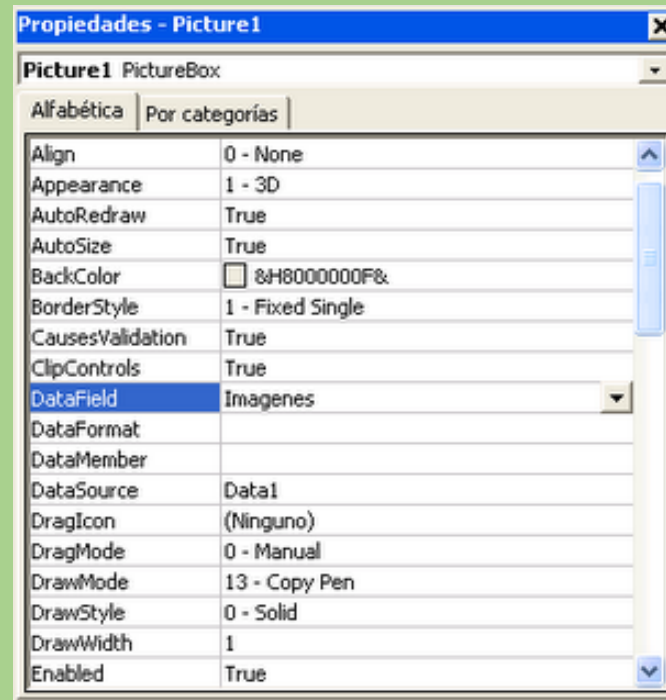 Propiedades - Picture1
Picture1 PictureBox
Alfabética Por categorías
Align 0 - None
Appearance 1 - 3D
AutoRedraw True
AutoSize True
BackColor &H8000000F&
BorderStyle 1 - Fixed Single
CausesValidation True
ClipControls True
DataField Imagenes
DataFormat
DataMember
DataSource Data1
DragIcon (Ninguno)
DragMode 0 - Manual
DrawMode 13 - Copy Pen
DrawStyle 0 - Solid
DrawWidth 1
Enabled True